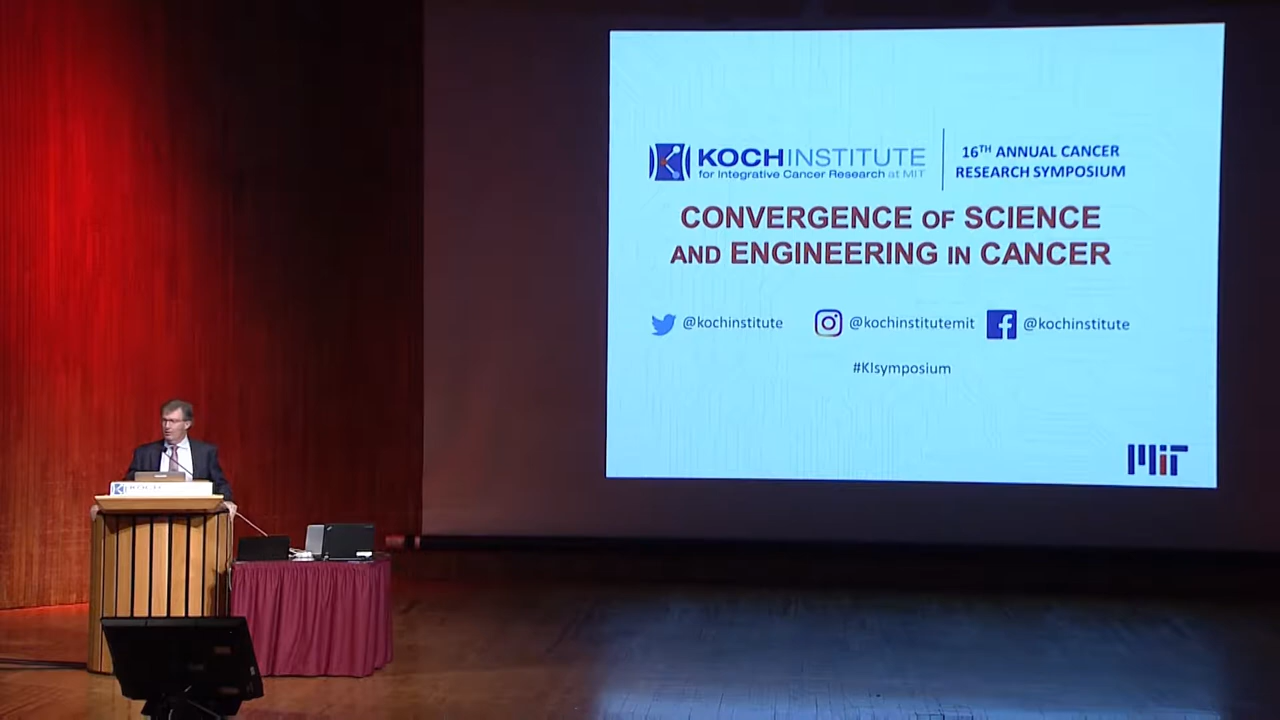 KOCH INSTITUTE
for Integrative Cancer Research at MIT
16TH ANNUAL CANCER
RESEARCH SYMPOSIUM
CONVERGENCE OF SCIENCE
AND ENGINEERING IN CANCER
@kochinstitute
@kochinstitutemit
@kochinstitute
#KIsymposium
MIT